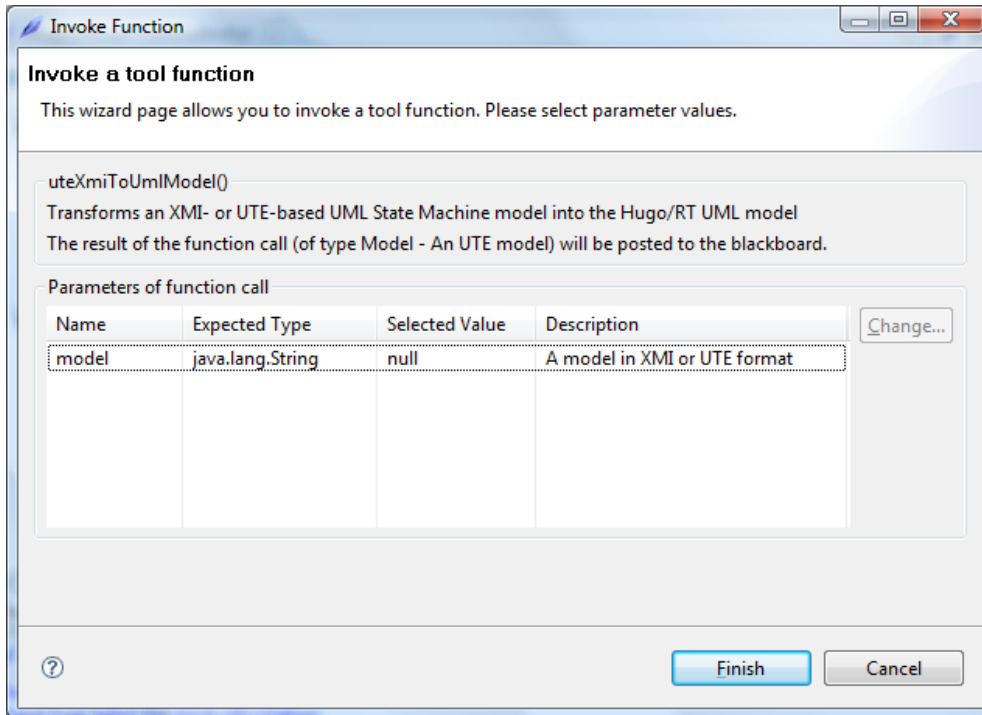 Invoke Function
Invoke a tool function
This wizard page allows you to invoke a tool function. Please select parameter values.
uteXmiToUmlModel()
Transforms an XMI- or UTE-based UML State Machine model into the Hugo/RT UML model
The result of the function call (of type Model - An UTE model) will be posted to the blackboard.
Parameters of function call
Name Expected Type Selected Value Description Change...
model java.lang.String null A model in XMI or UTE format
Finish Cancel